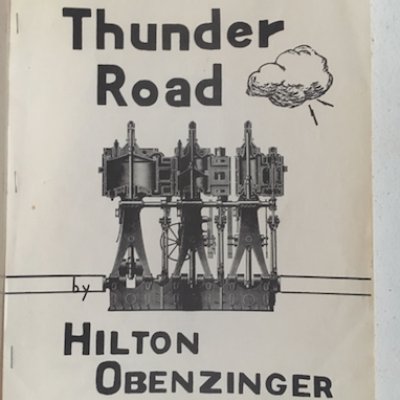 Thunder
Road
by
HILTON
OBENZINGER